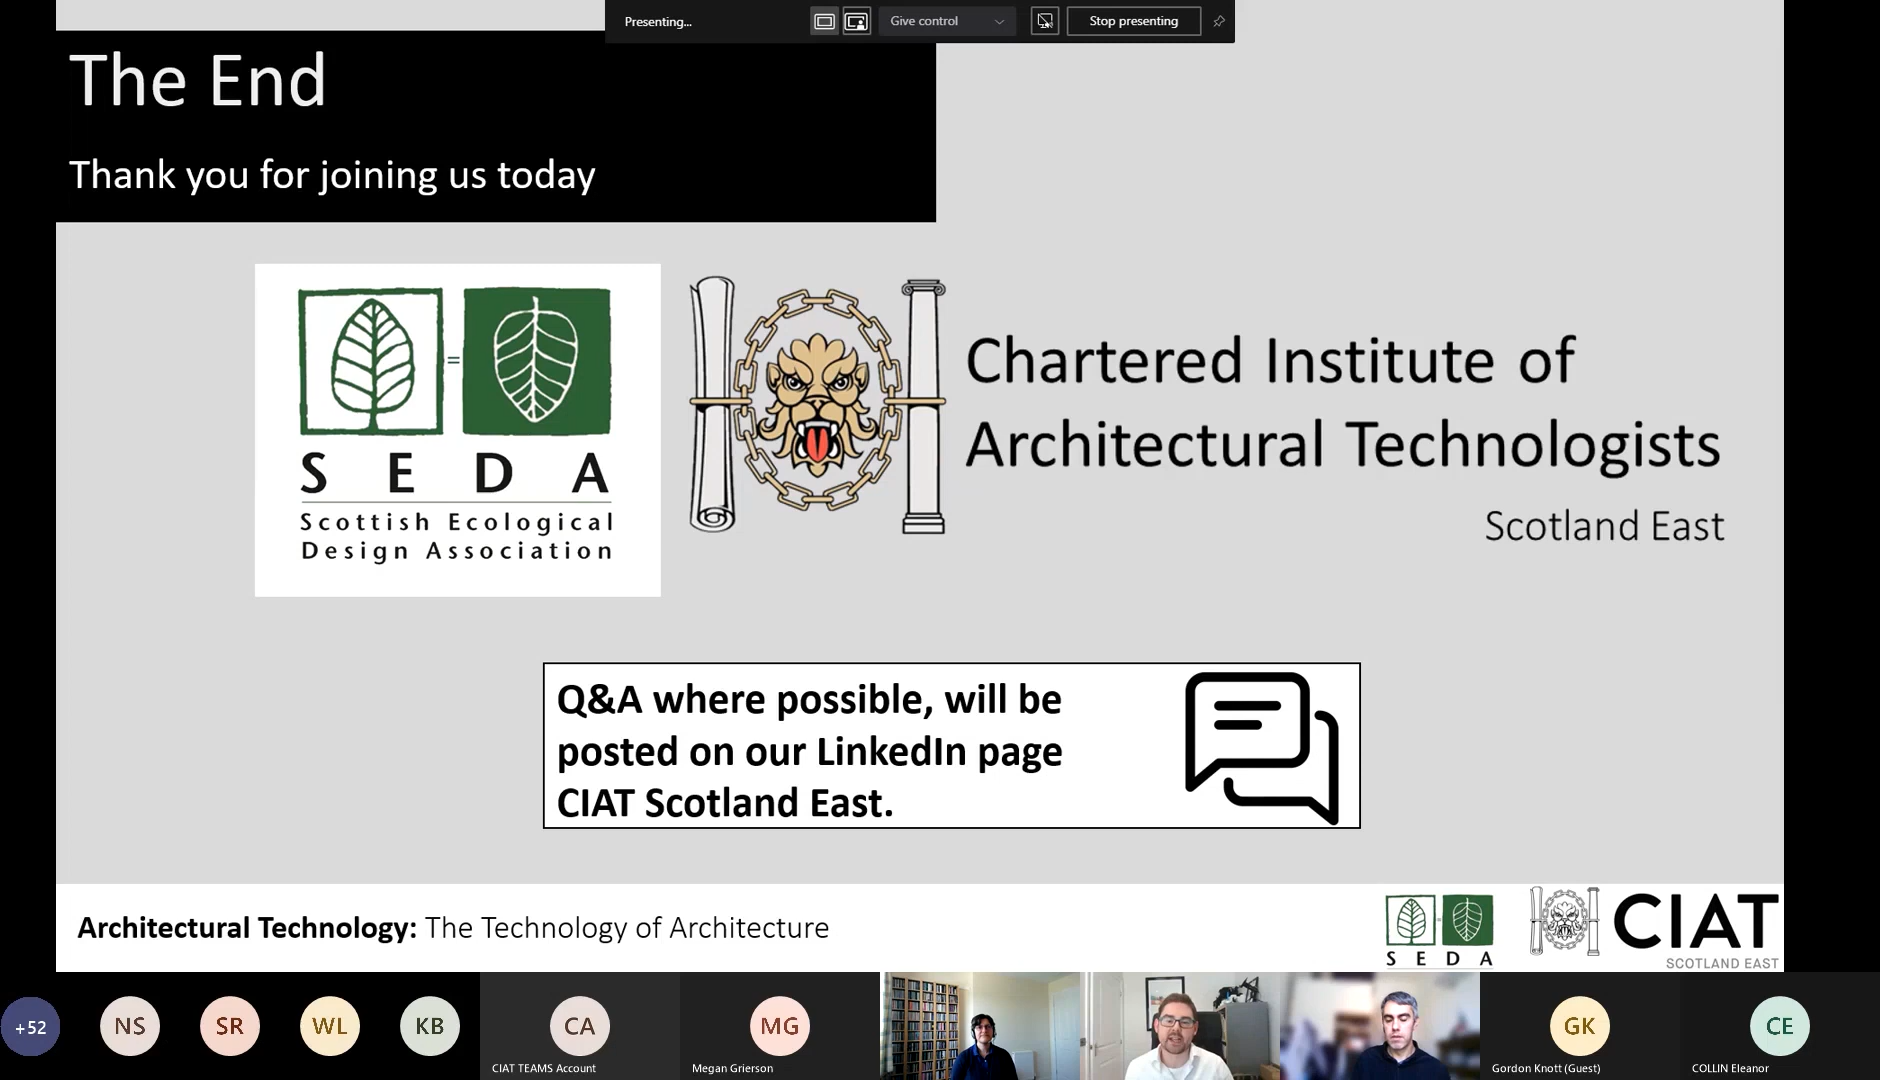 Presenting...
Give control
Stop presenting
The End
Thank you for joining us today
=
S E D A
Scottish Ecological
Design Association
Chartered Institute of
Architectural Technologists
Scotland East
Q&A where possible, will be
posted on our LinkedIn page
CIAT Scotland East.
Architectural Technology: The Technology of Architecture
S E D A
CIAT
SCOTLAND EAST
+52
NS
SR
WL
KB
CA
CIAT TEAMS Account
MG
Megan Grierson
GK
Gordon Knott (Guest)
CE
COLLIN Eleanor